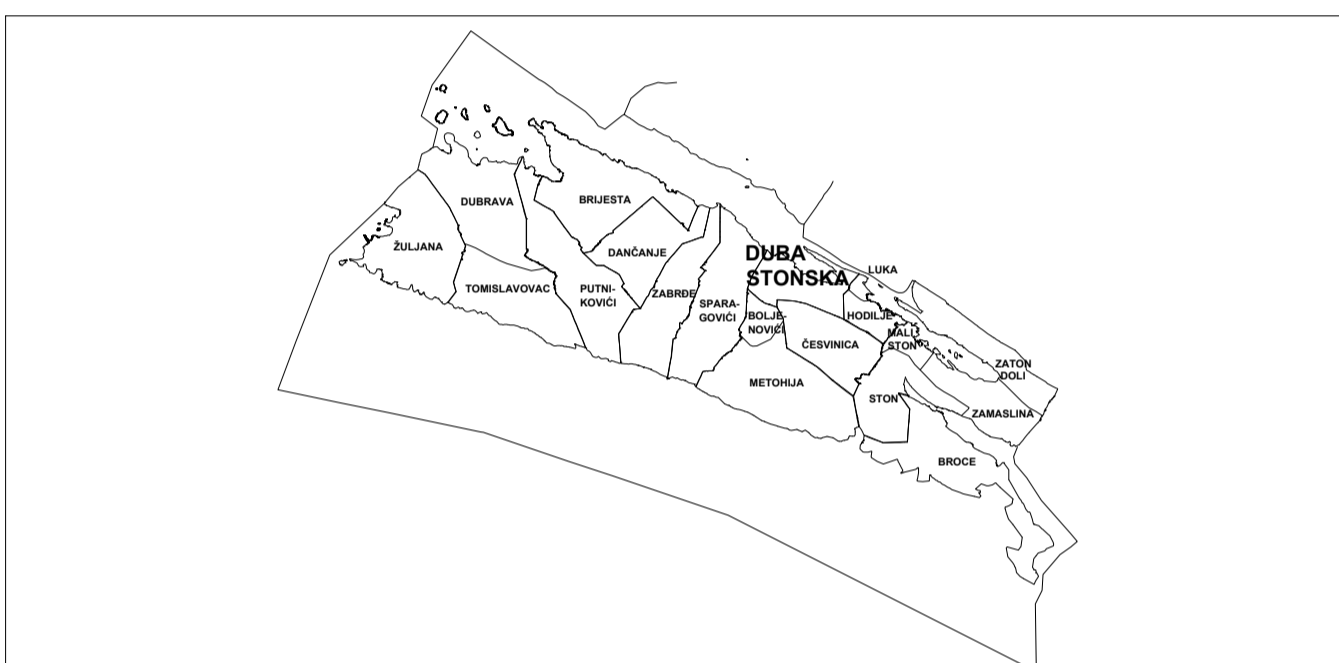 BRIJESTA
DUBRAVA
ŽULJANA
DANČANJE
DUBA
STONSKA
LUKA
TOMISLAVOVAC
PUTNI-
KOVIĆI
ZABRĐE
SPARA-
GOVIĆI
BOLJE-
NOVIĆI
HODILJE
MALI
STON
ČESVINICA
ZATON
DOLI
METOHIJA
STON
ZAMASLINA
BROCE